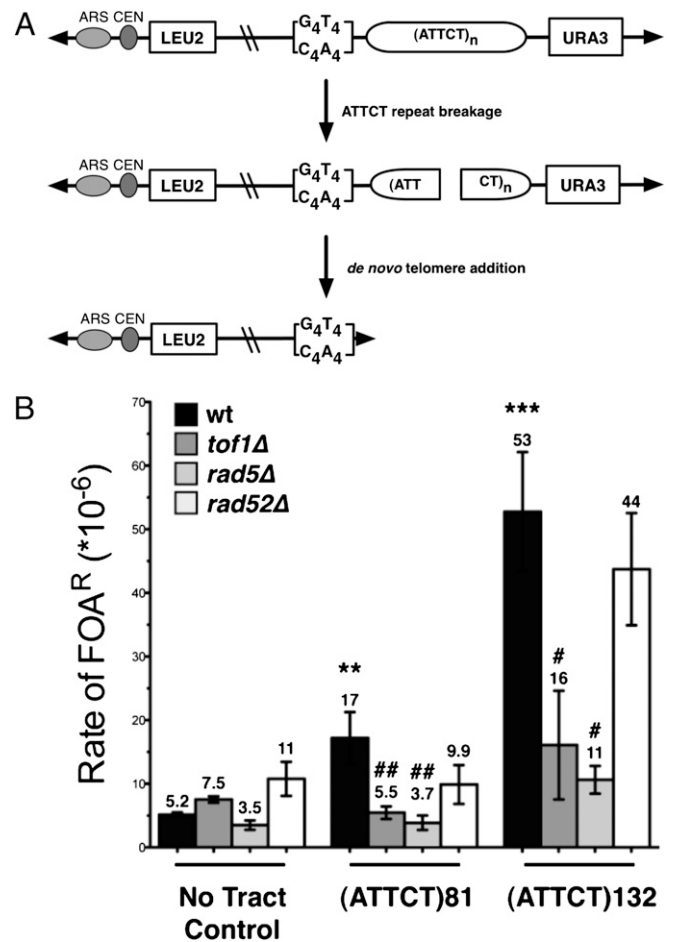 A
ARS CEN
LEU2
G4T4
C4A4
(ATTCT)n
URA3
ATTCT repeat breakage
ARS CEN
LEU2
G4T4
C4A4
(ATT
CT)n
URA3
de novo telomere addition
ARS CEN
LEU2
G4T4
C4A4
B
Rate of FOA^R (*10^-6)
70
60
50
40
30
20
10
0
wt
tof1Δ
rad5Δ
rad52Δ
5.2
7.5
3.5
11
**
17
##
5.5
##
3.7
9.9
***
53
#
16
#
11
44
No Tract
Control
(ATTCT)81
(ATTCT)132